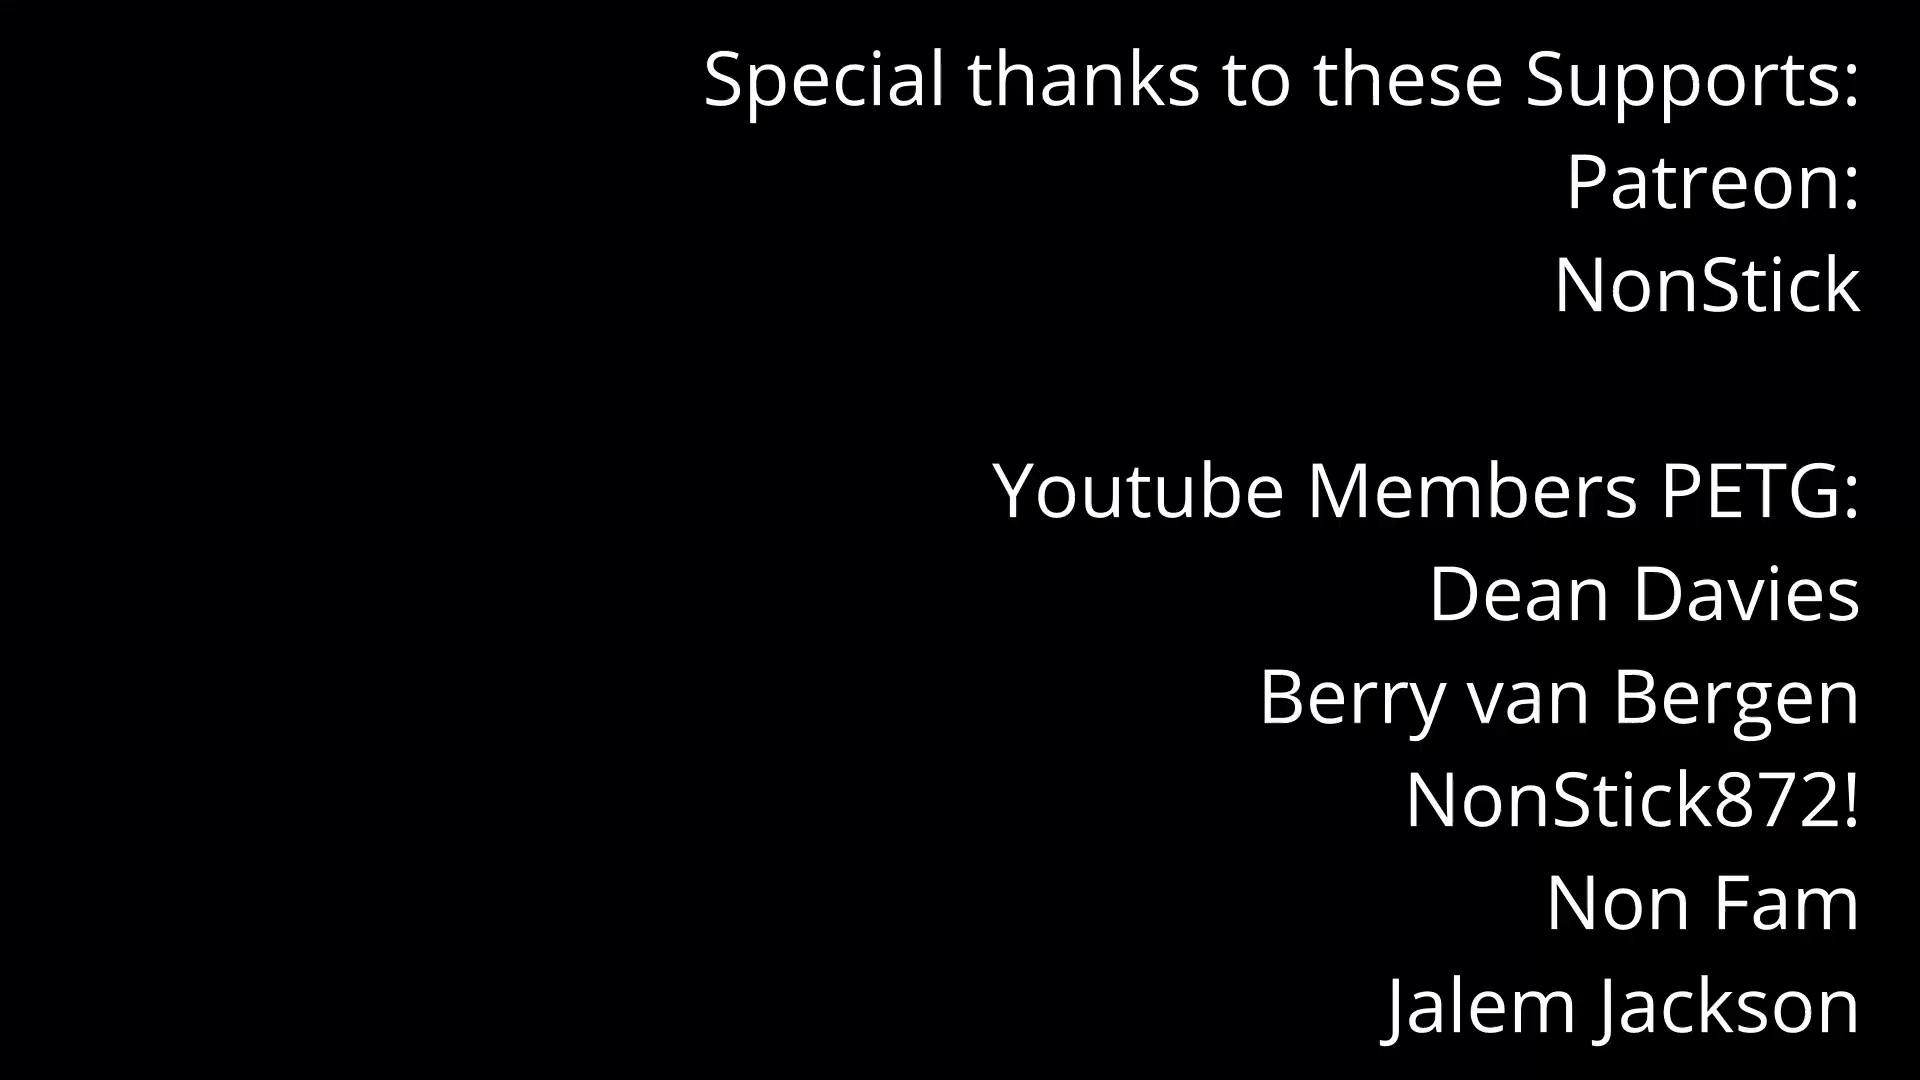 Special thanks to these Supports:
Patreon:
NonStick
Youtube Members PETG:
Dean Davies
Berry van Bergen
NonStick872!
Non Fam
Jalem Jackson